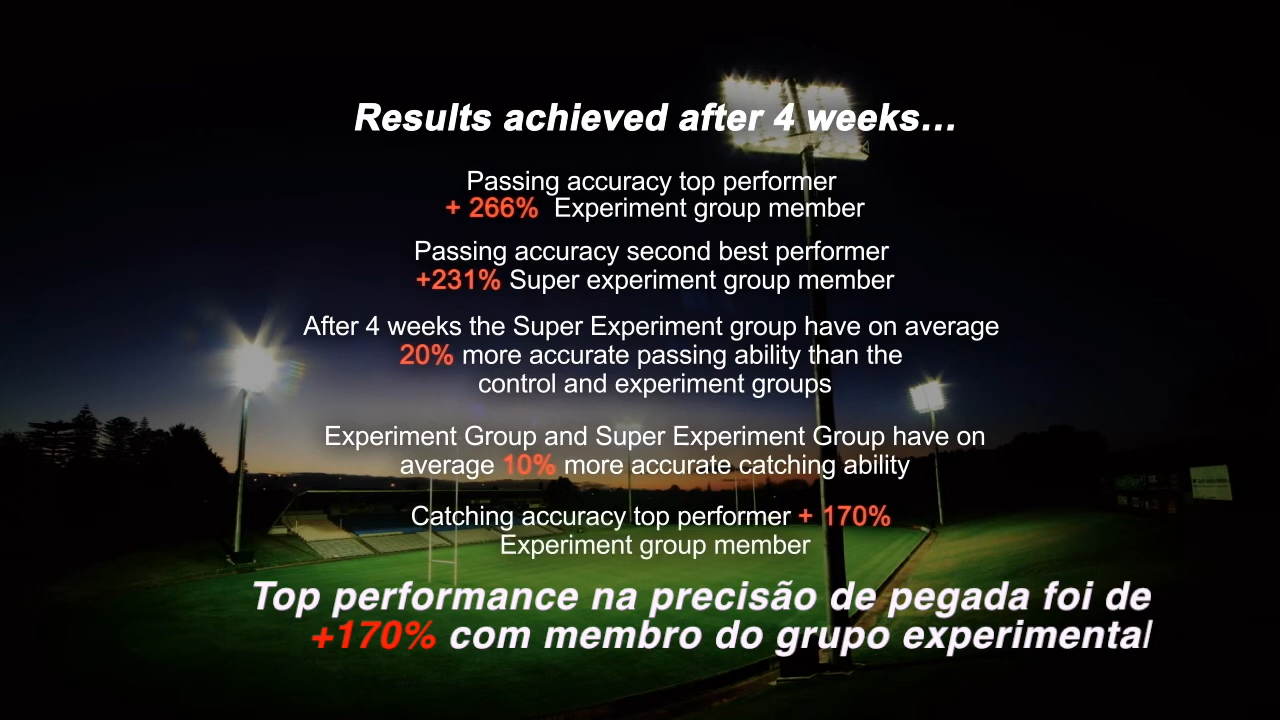 Results achieved after 4 weeks...
Passing accuracy top performer
+ 266% Experiment group member
Passing accuracy second best performer
+231% Super experiment group member
After 4 weeks the Super Experiment group have on average
20% more accurate passing ability than the
control and experiment groups
Experiment Group and Super Experiment Group have on
average 10% more accurate catching ability
Catching accuracy top performer + 170%
Experiment group member
Top performance na precisão de pegada foi de
+170% com membro do grupo experimental